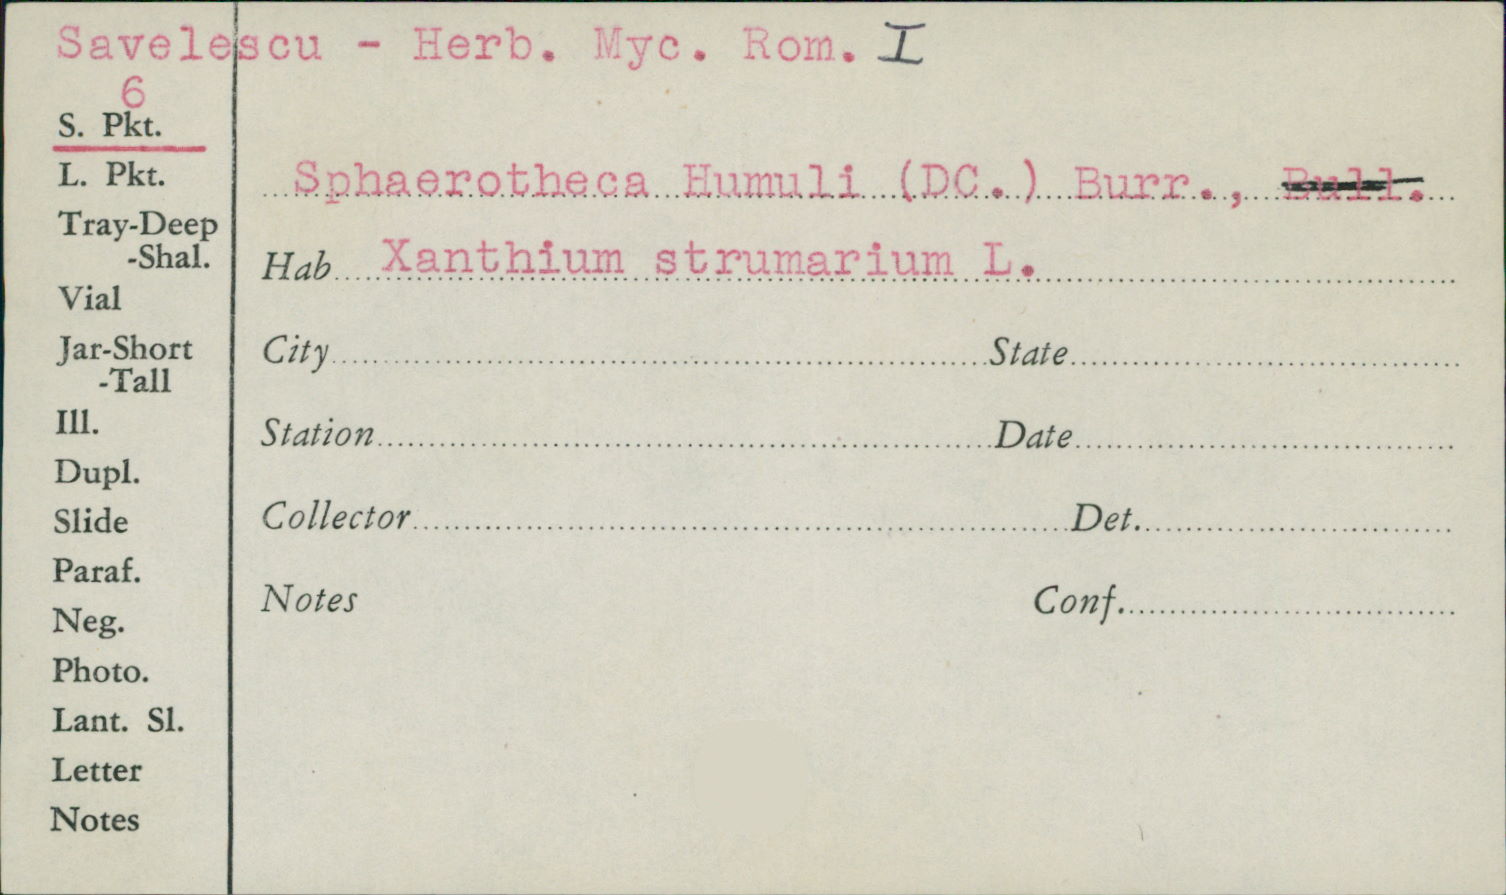 Savelescu - Herb. Myc. Rom. I
6
S. Pkt.
L. Pkt.
Tray-Deep
-Shal.
Vial
Jar-Short
-Tall
Ill.
Dupl.
Slide
Paraf.
Neg.
Photo.
Lant. Sl.
Letter
Notes
Sphaerotheca Humuli (DC.) Burr., Bull.
Hab Xanthium strumarium L.
City State
Station Date
Collector Det.
Notes Conf.